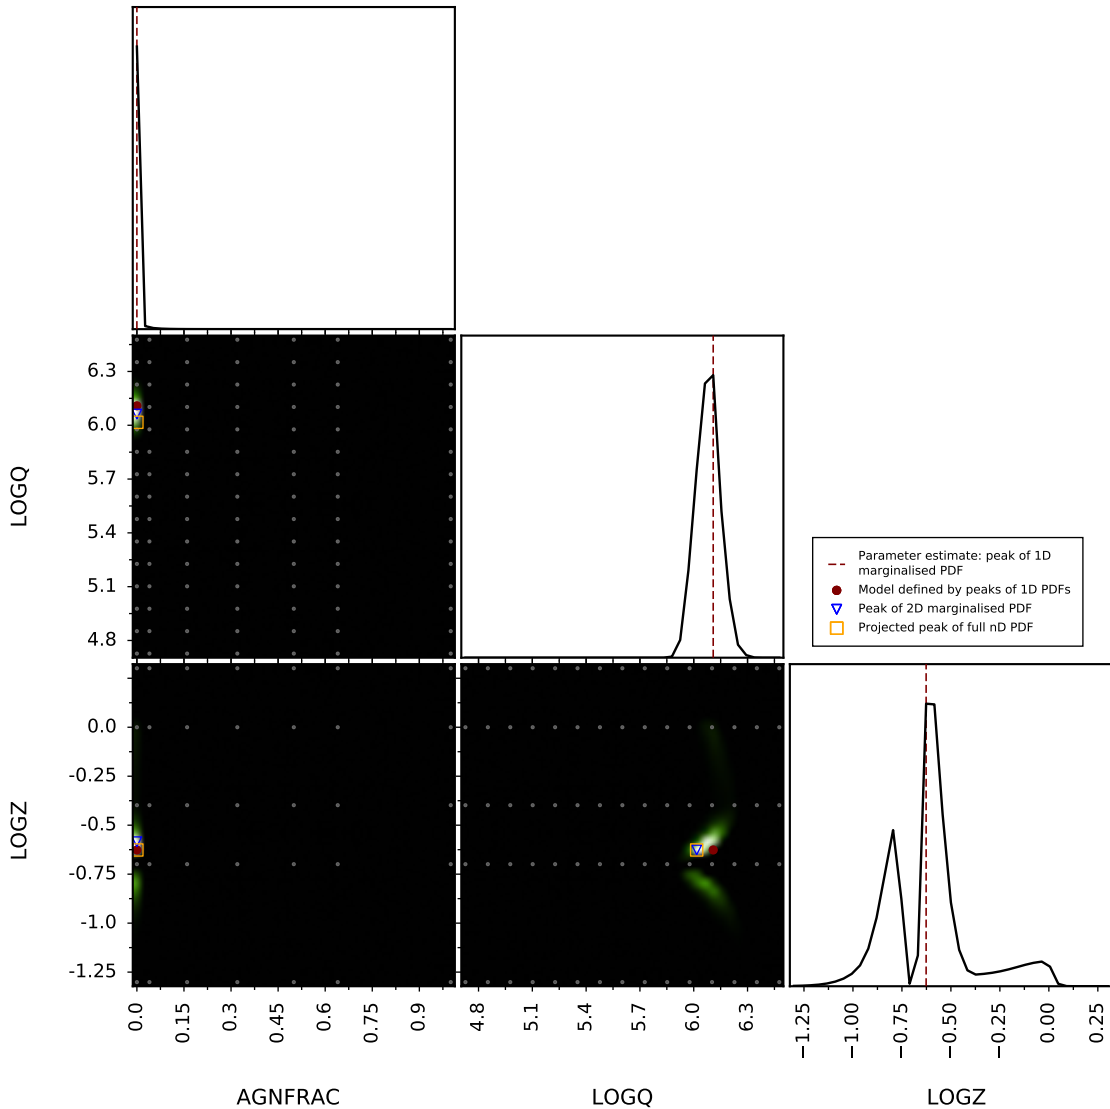 6.3
6.0
5.7
5.4
5.1
4.8
LOGQ
Parameter estimate: peak of 1D
marginalised PDF
Model defined by peaks of 1D PDFs
Peak of 2D marginalised PDF
Projected peak of full nD PDF
0.0
-0.25
-0.5
-0.75
-1.0
-1.25
LOGZ
0.0 0.15 0.3 0.45 0.6 0.75 0.9
4.8 5.1 5.4 5.7 6.0 6.3
−1.25 −1.00 −0.75 −0.50 −0.25 0.00 0.25
AGNFRAC
LOGQ
LOGZ